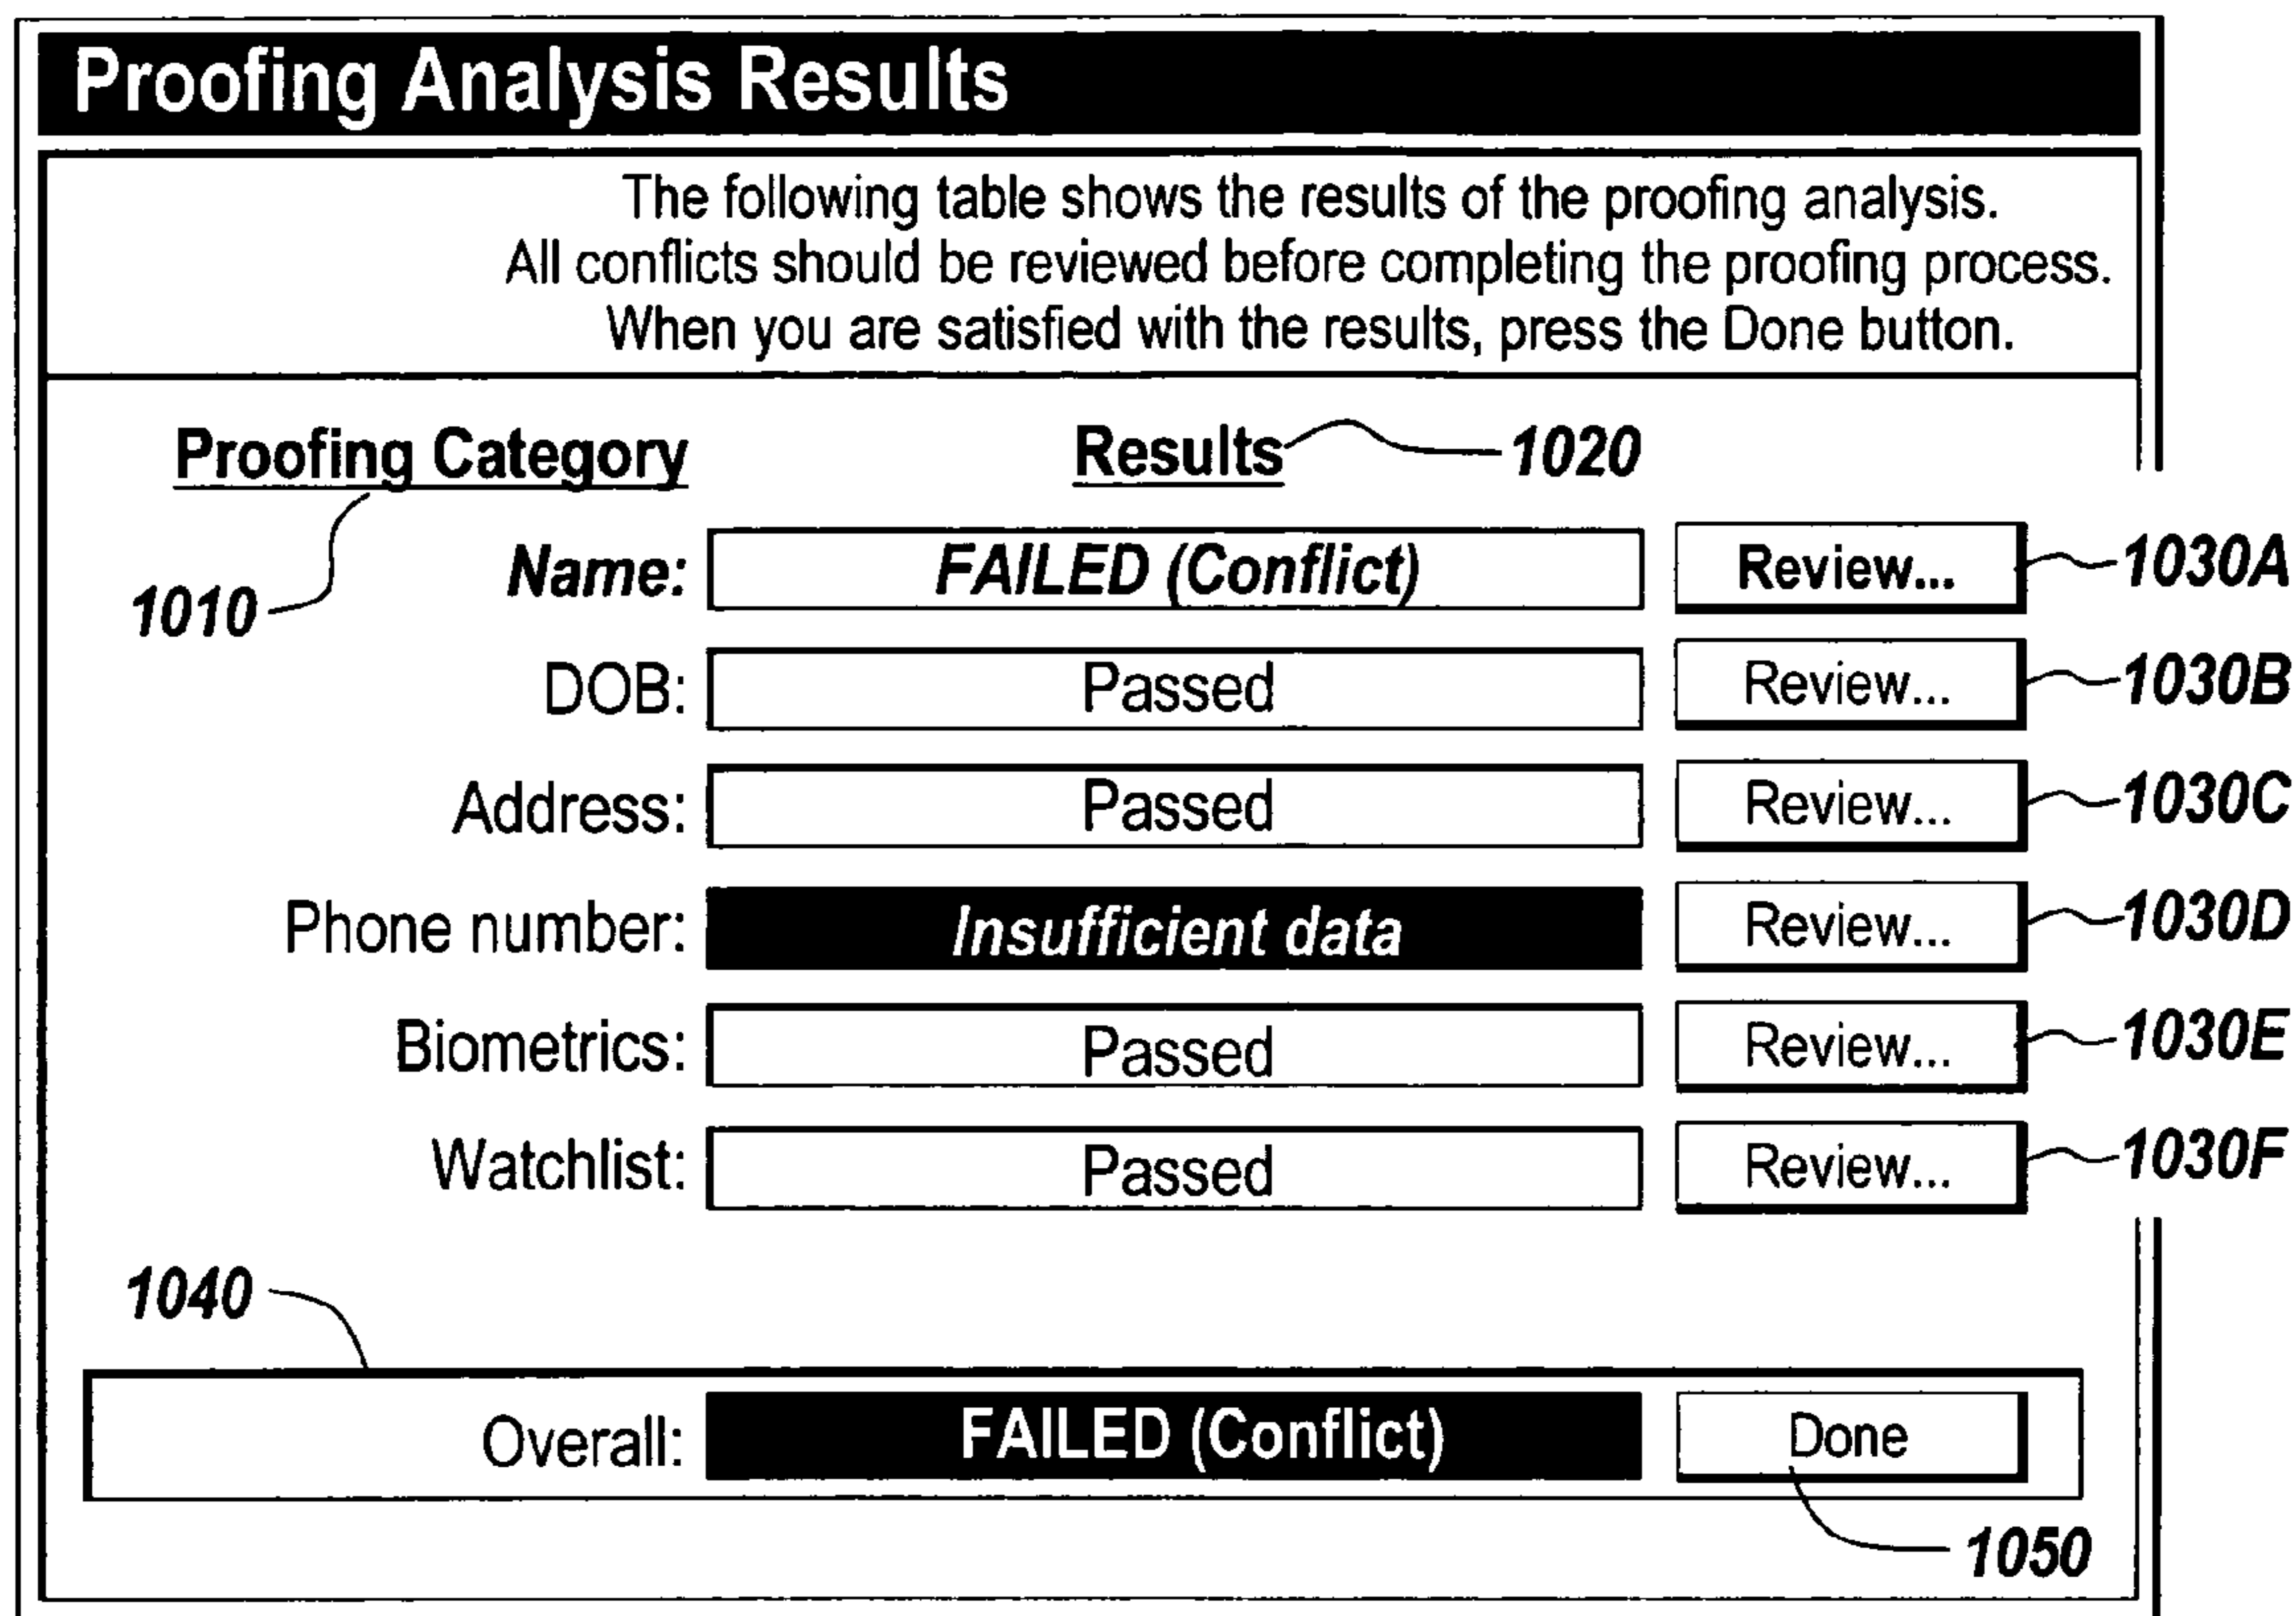 Proofing Analysis Results
The following table shows the results of the proofing analysis.
All conflicts should be reviewed before completing the proofing process.
When you are satisfied with the results, press the Done button.
Proofing Category Results 1020
1010
Name: FAILED (Conflict) Review... 1030A
DOB: Passed Review... 1030B
Address: Passed Review... 1030C
Phone number: Insufficient data Review... 1030D
Biometrics: Passed Review... 1030E
Watchlist: Passed Review... 1030F
1040
Overall: FAILED (Conflict) Done
1050